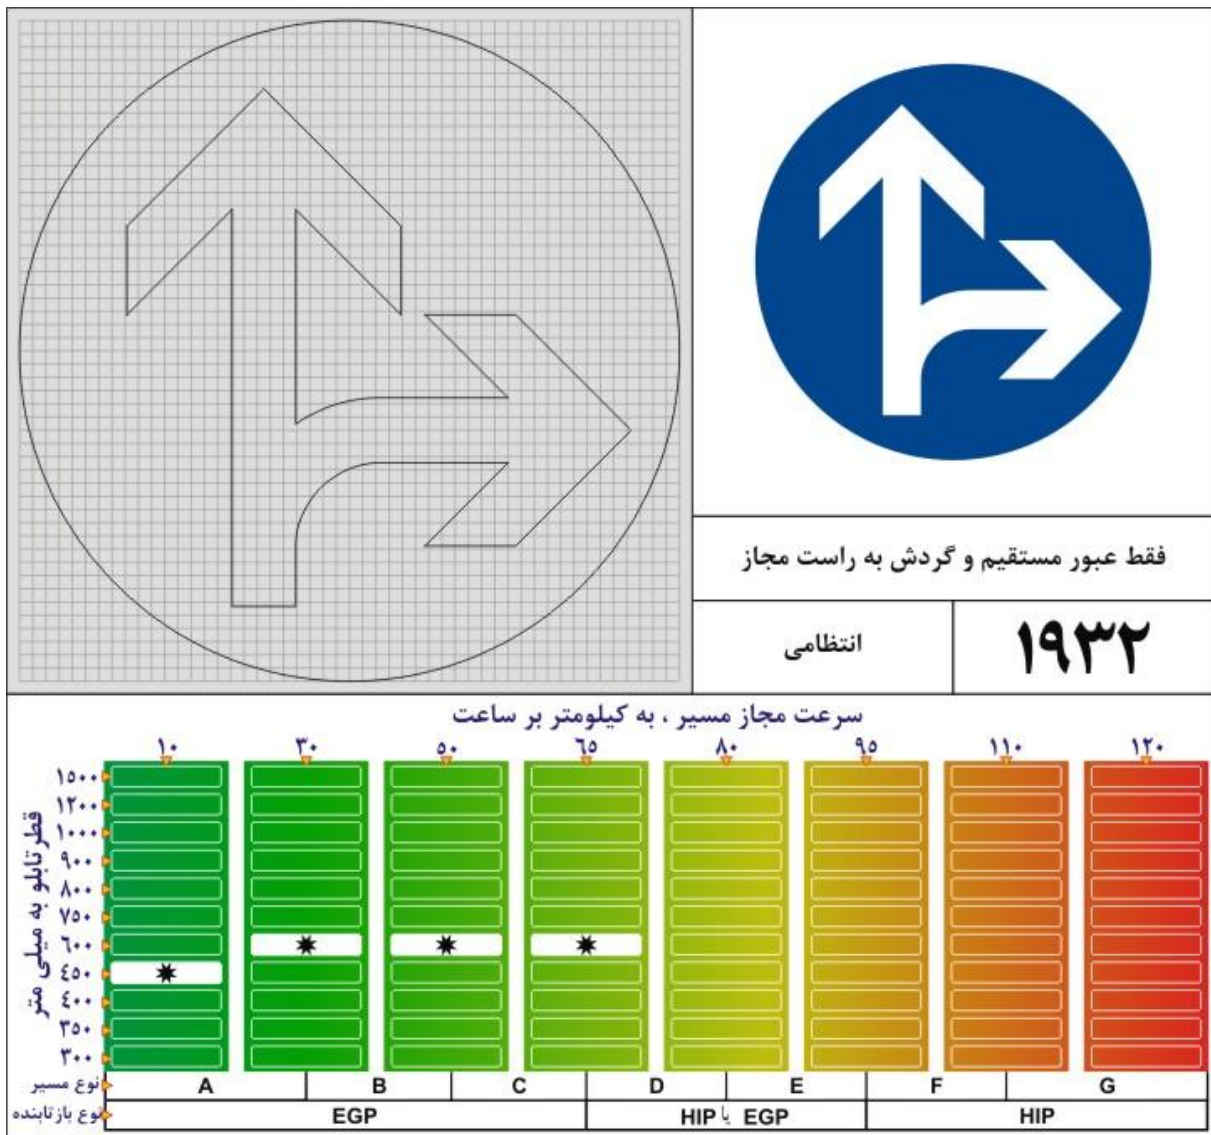 فقط عبور مستقیم و گردش به راست مجاز
۱۹۳۲
انتظامی
سرعت مجاز مسیر ، به کیلومتر بر ساعت
۱۰ ۳۰ ۵۰ ۶۵ ۸۰ ۹۵ ۱۱۰ ۱۲۰
قطر تابلو به میلی متر
۱۵۰۰
۱۲۰۰
۱۰۰۰
۹۰۰
۸۰۰
۷۵۰
۶۰۰
۴۵۰
۴۰۰
۳۵۰
۳۰۰
نوع مسیر A B C D E F G
نوع بازتابنده EGP HIP یا EGP HIP